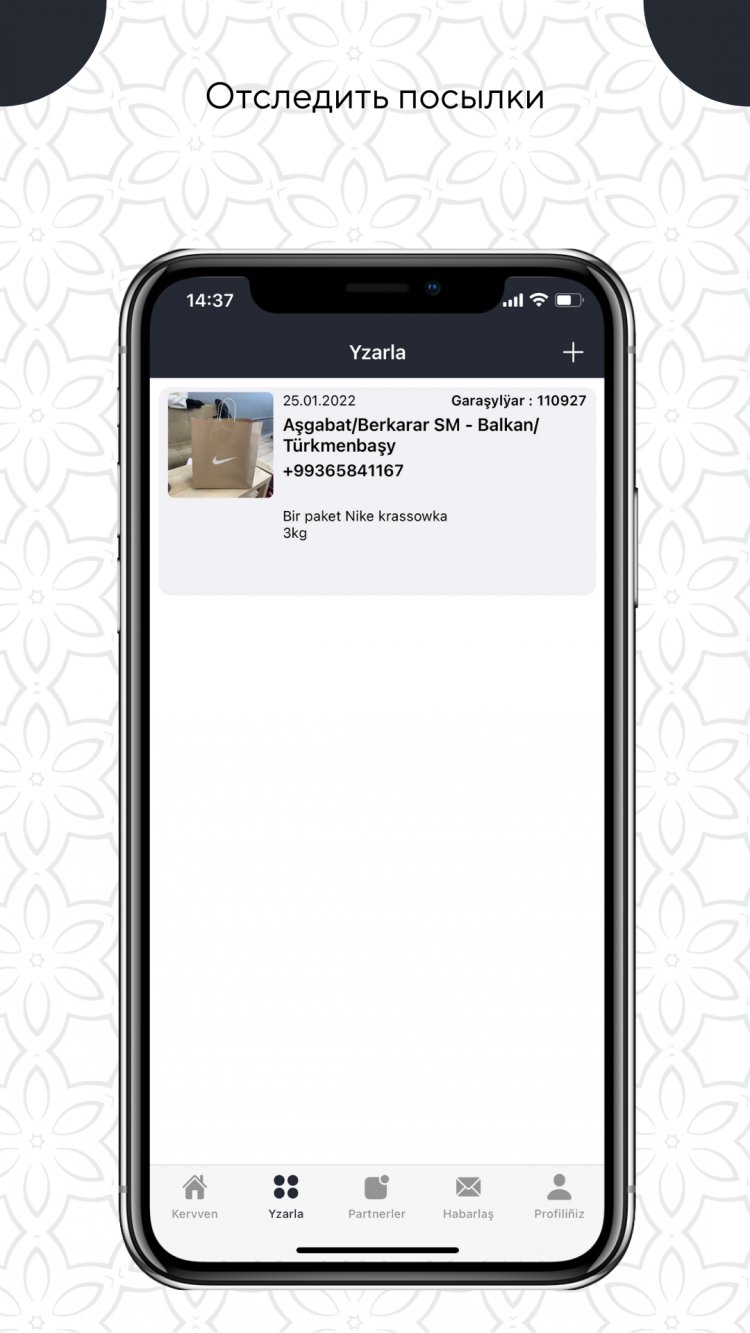 Отследить посылки
14:37
Yzarla
25.01.2022
Garaşylýar : 110927
Aşgabat/Berkarar SM - Balkan/
Türkmenbaşy
+99365841167
Bir paket Nike krassowka
3kg
Kervven
Yzarla
Partnerler
Habarlaş
Profiliñiz